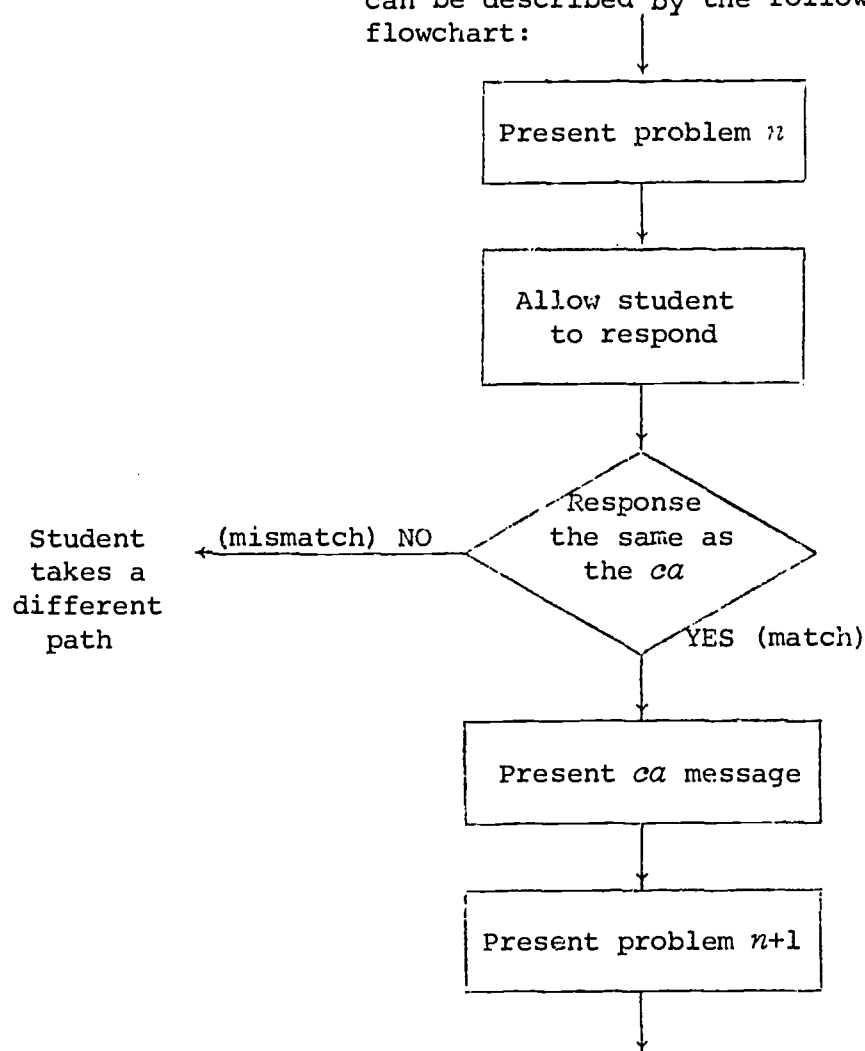 can be described by the follow
flowchart:
Present problem n
Allow student
to respond
Response
the same as
the ca
(mismatch) NO
Student
takes a
different
path
YES (match)
Present ca message
Present problem n+1